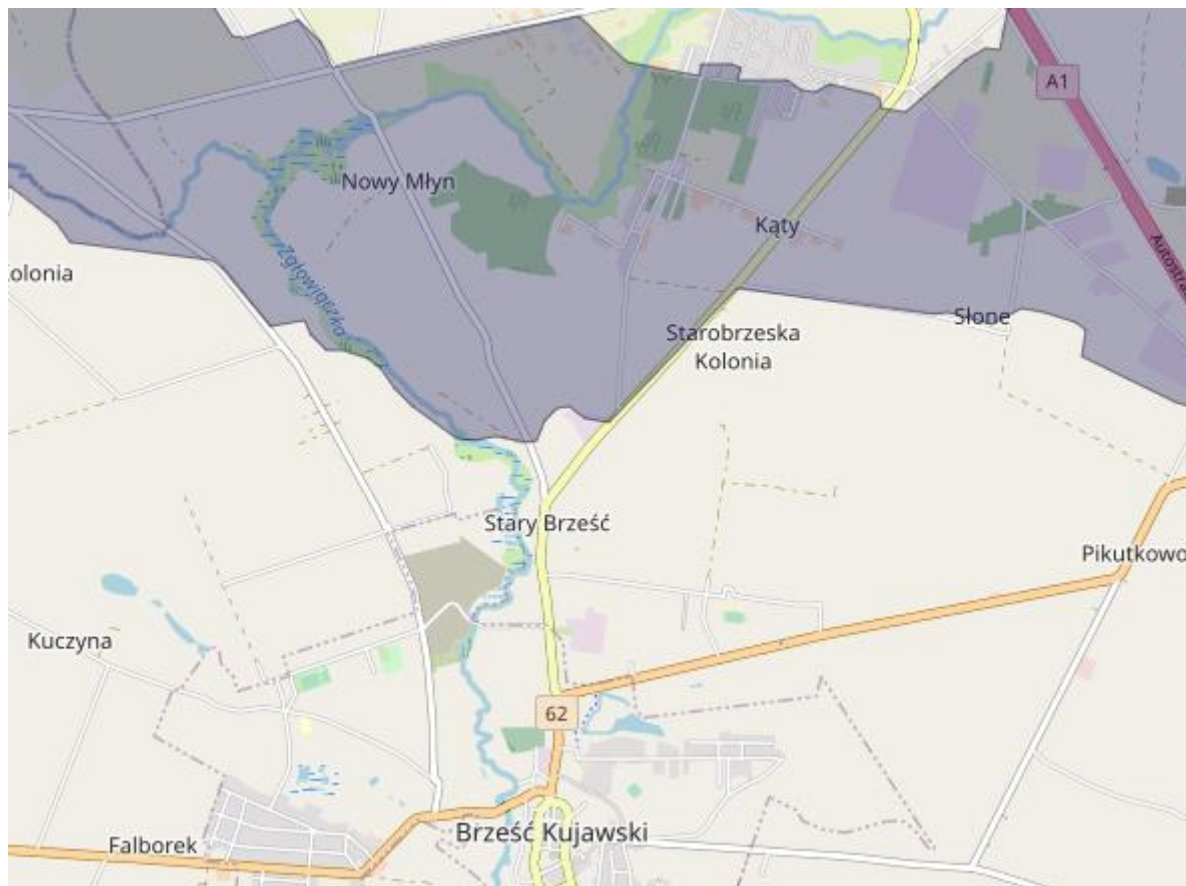 A1
Nowy Młyn
Kąty
Zgłowiączka
Autostra
olonia
Słone
Starobrzeska
Kolonia
Stary Brześć
Pikutkowo
Kuczyna
62
Brześć Kujawski
Falborek